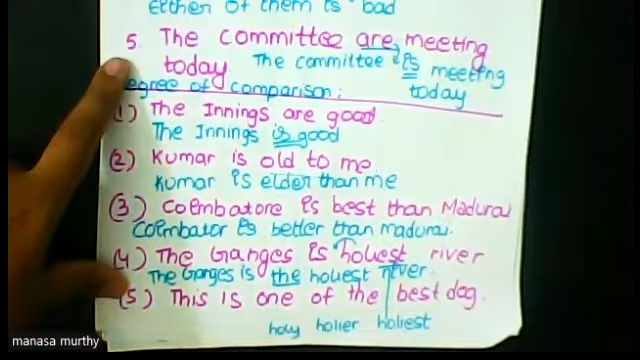 Either of them is bad
5. The committee are meeting
today The committee is meeting
today
egree of comparison:
(1) The Innings are good
The Innings is good
(2) Kumar is old to me
Kumar is elder than me
(3) Coimbatore is best than Madurai
Coimbator is better than madurai.
(4) The Ganges is holiest river
The Ganges is the holiest river.
(5) This is one of the best dog.
holy holier holiest
manasa murthy